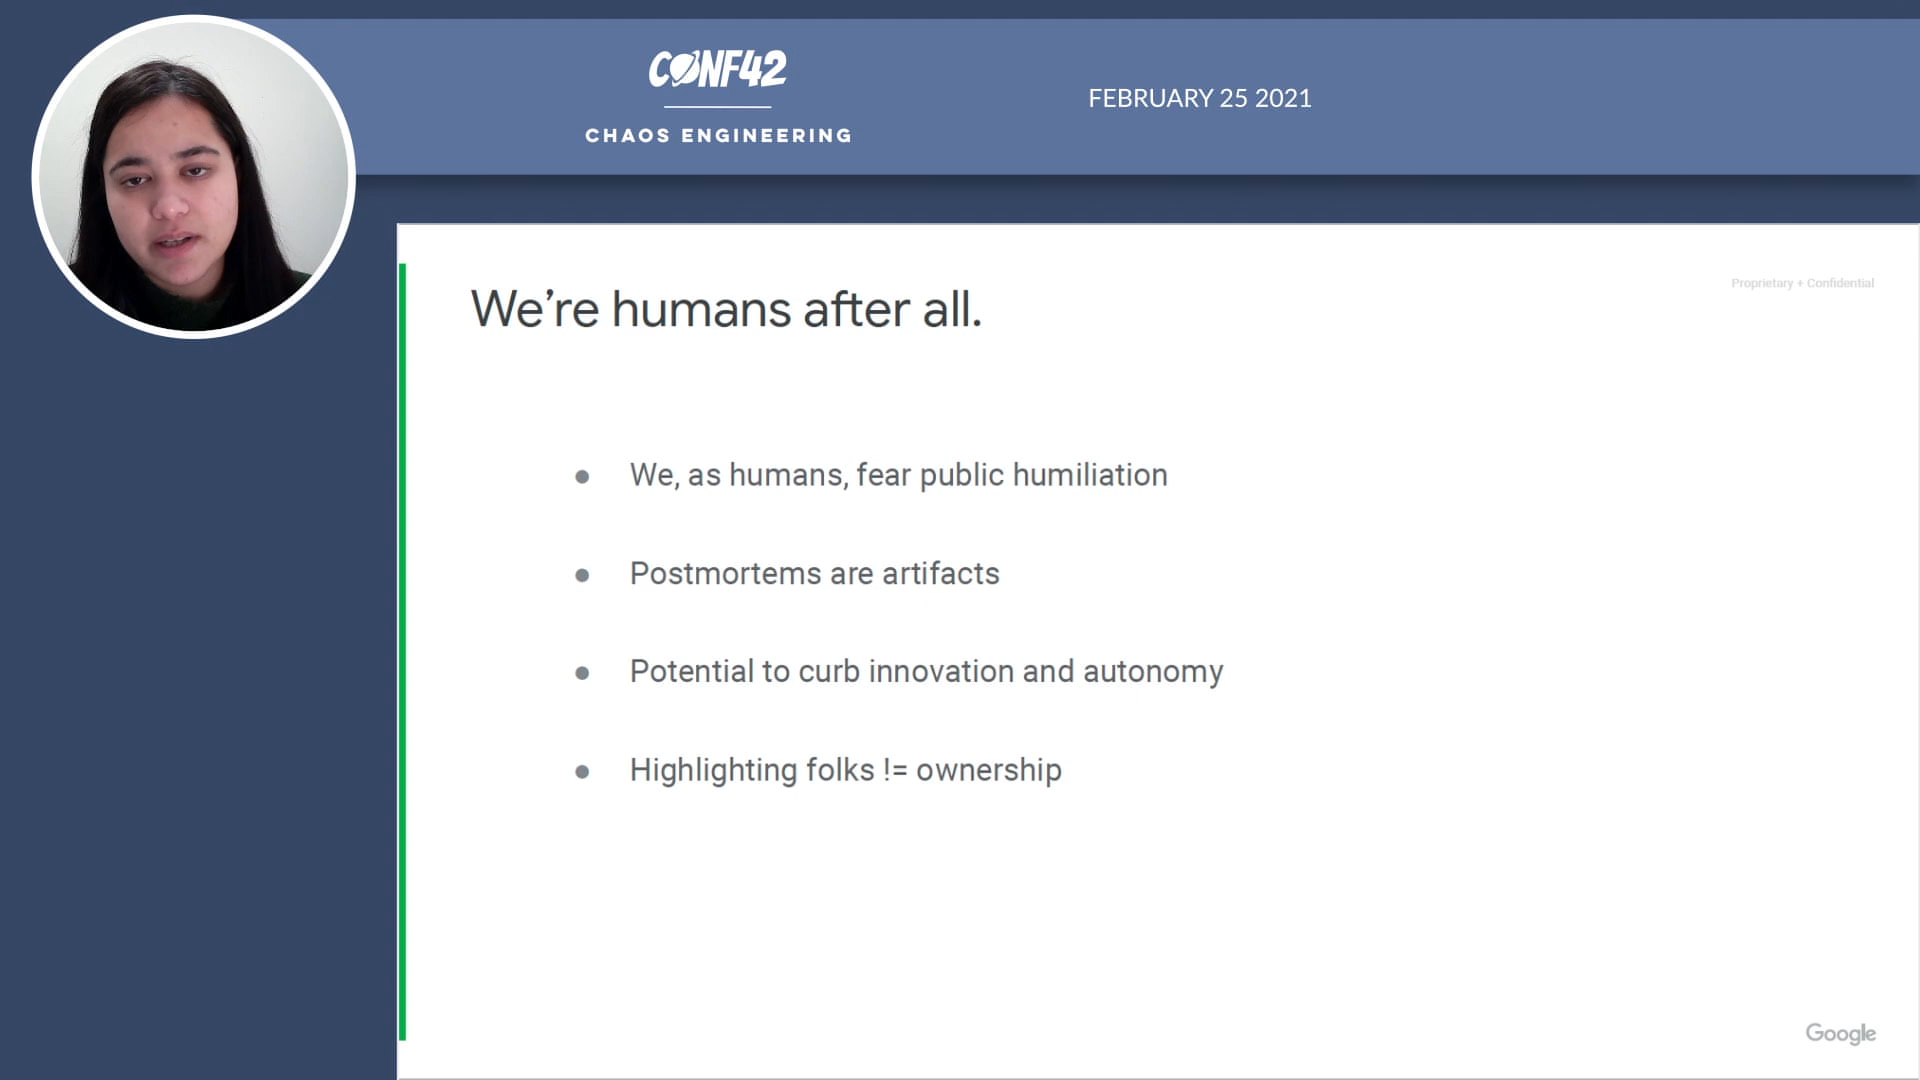 CONF42
CHAOS ENGINEERING
FEBRUARY 25 2021
Proprietary + Confidential
We’re humans after all.
● We, as humans, fear public humiliation
● Postmortems are artifacts
● Potential to curb innovation and autonomy
● Highlighting folks != ownership
Google